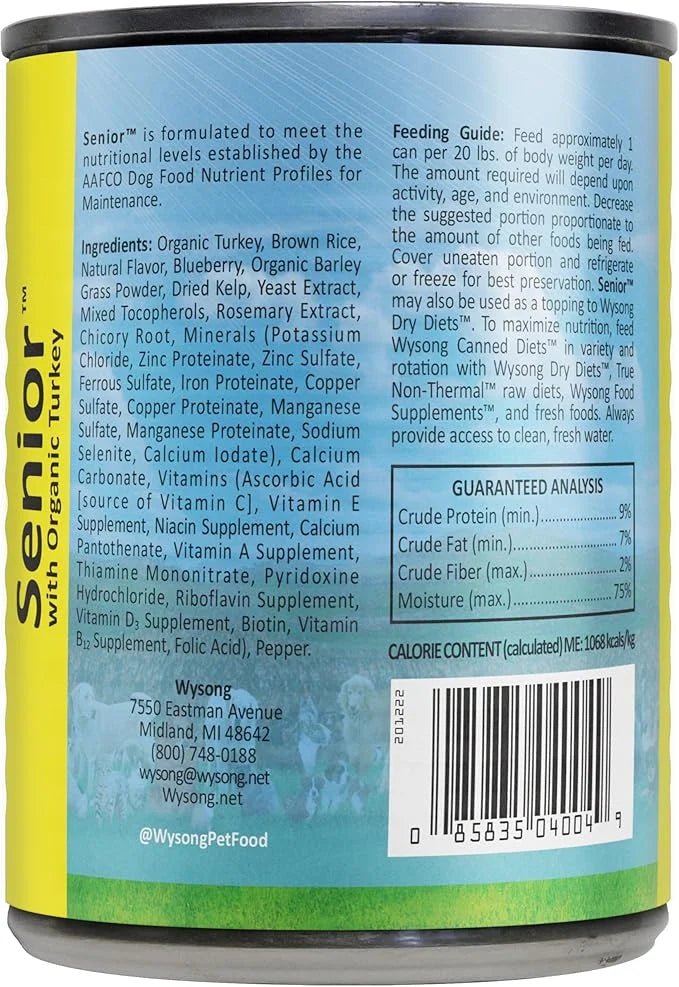 Senior™
with Organic Turkey
Senior™ is formulated to meet the
nutritional levels established by the
AAFCO Dog Food Nutrient Profiles for
Maintenance.
Ingredients: Organic Turkey, Brown Rice,
Natural Flavor, Blueberry, Organic Barley
Grass Powder, Dried Kelp, Yeast Extract,
Mixed Tocopherols, Rosemary Extract,
Chicory Root, Minerals (Potassium
Chloride, Zinc Proteinate, Zinc Sulfate,
Ferrous Sulfate, Iron Proteinate, Copper
Sulfate, Copper Proteinate, Manganese
Sulfate, Manganese Proteinate, Sodium
Selenite, Calcium Iodate), Calcium
Carbonate, Vitamins (Ascorbic Acid
[source of Vitamin C], Vitamin E
Supplement, Niacin Supplement, Calcium
Pantothenate, Vitamin A Supplement,
Thiamine Mononitrate, Pyridoxine
Hydrochloride, Riboflavin Supplement,
Vitamin D₃ Supplement, Biotin, Vitamin
B₁₂ Supplement, Folic Acid), Pepper.
Wysong
7550 Eastman Avenue
Midland, MI 48642
(800) 748-0188
wysong@wysong.net
Wysong.net
@WysongPetFood
Feeding Guide: Feed approximately 1
can per 20 lbs. of body weight per day.
The amount required will depend upon
activity, age, and environment. Decrease
the suggested portion proportionate to
the amount of other foods being fed.
Cover uneaten portion and refrigerate
or freeze for best preservation. Senior™
may also be used as a topping to Wysong
Dry Diets™. To maximize nutrition, feed
Wysong Canned Diets™ in variety and
rotation with Wysong Dry Diets™, True
Non-Thermal™ raw diets, Wysong Food
Supplements™, and fresh foods. Always
provide access to clean, fresh water.
GUARANTEED ANALYSIS
Crude Protein (min.)......................9%
Crude Fat (min.)......................7%
Crude Fiber (max.)......................2%
Moisture (max.)......................75%
CALORIE CONTENT (calculated) ME: 1068 kcals/kg
201222
0 85835 04004 9